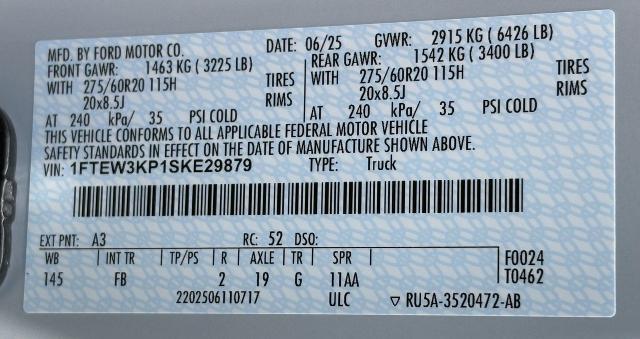 MFD. BY FORD MOTOR CO. DATE: 06/25 GVWR: 2915 KG ( 6426 LB)
FRONT GAWR: 1463 KG ( 3225 LB) REAR GAWR: 1542 KG ( 3400 LB)
WITH 275/60R20 115H TIRES WITH 275/60R20 115H TIRES
20x8.5J RIMS 20x8.5J RIMS
AT 240 kPa/ 35 PSI COLD AT 240 kPa/ 35 PSI COLD
THIS VEHICLE CONFORMS TO ALL APPLICABLE FEDERAL MOTOR VEHICLE
SAFETY STANDARDS IN EFFECT ON THE DATE OF MANUFACTURE SHOWN ABOVE.
VIN: 1FTEW3KP1SKE29879 TYPE: Truck
EXT PNT: A3 RC: 52 DSO:
WB INT TR TP/PS R AXLE TR SPR F0024
145 FB 2 19 G 11AA T0462
2202506110717 ULC ▽ RU5A-3520472-AB